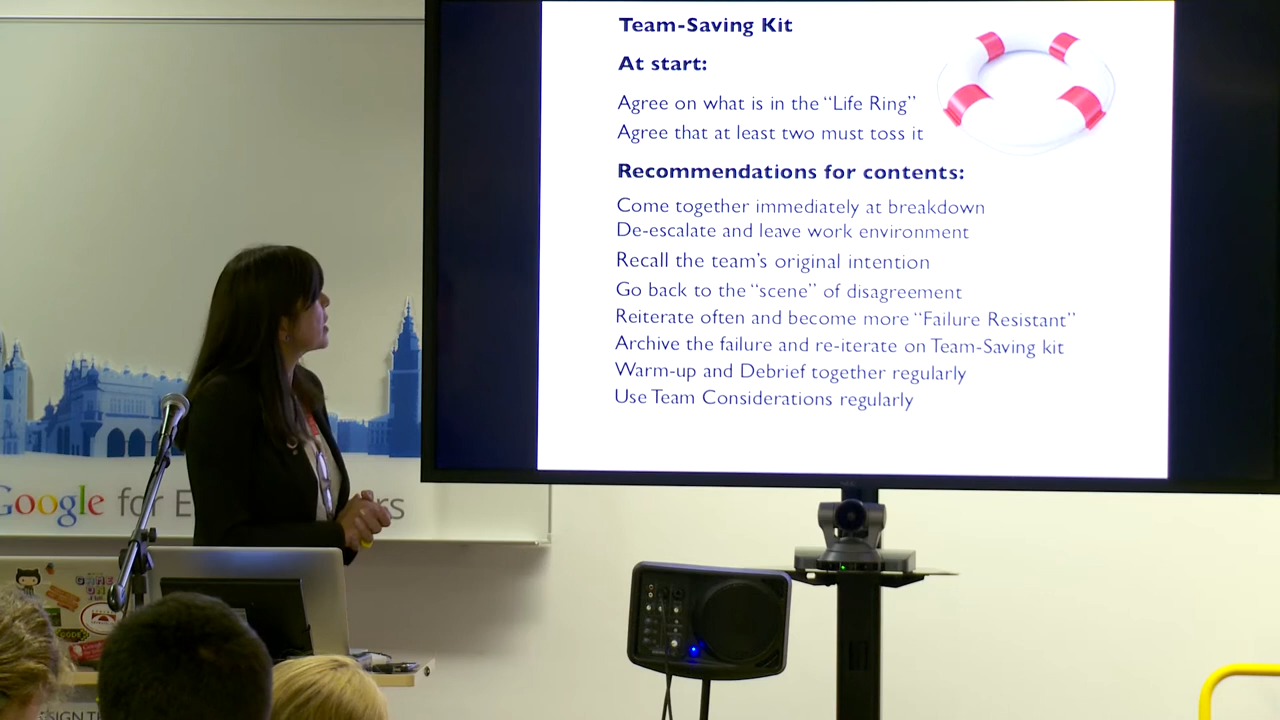 Team-Saving Kit
At start:
Agree on what is in the “Life Ring”
Agree that at least two must toss it
Recommendations for contents:
Come together immediately at breakdown
De-escalate and leave work environment
Recall the team’s original intention
Go back to the “scene” of disagreement
Reiterate often and become more “Failure Resistant”
Archive the failure and re-iterate on Team-Saving kit
Warm-up and Debrief together regularly
Use Team Considerations regularly
Google for E rs